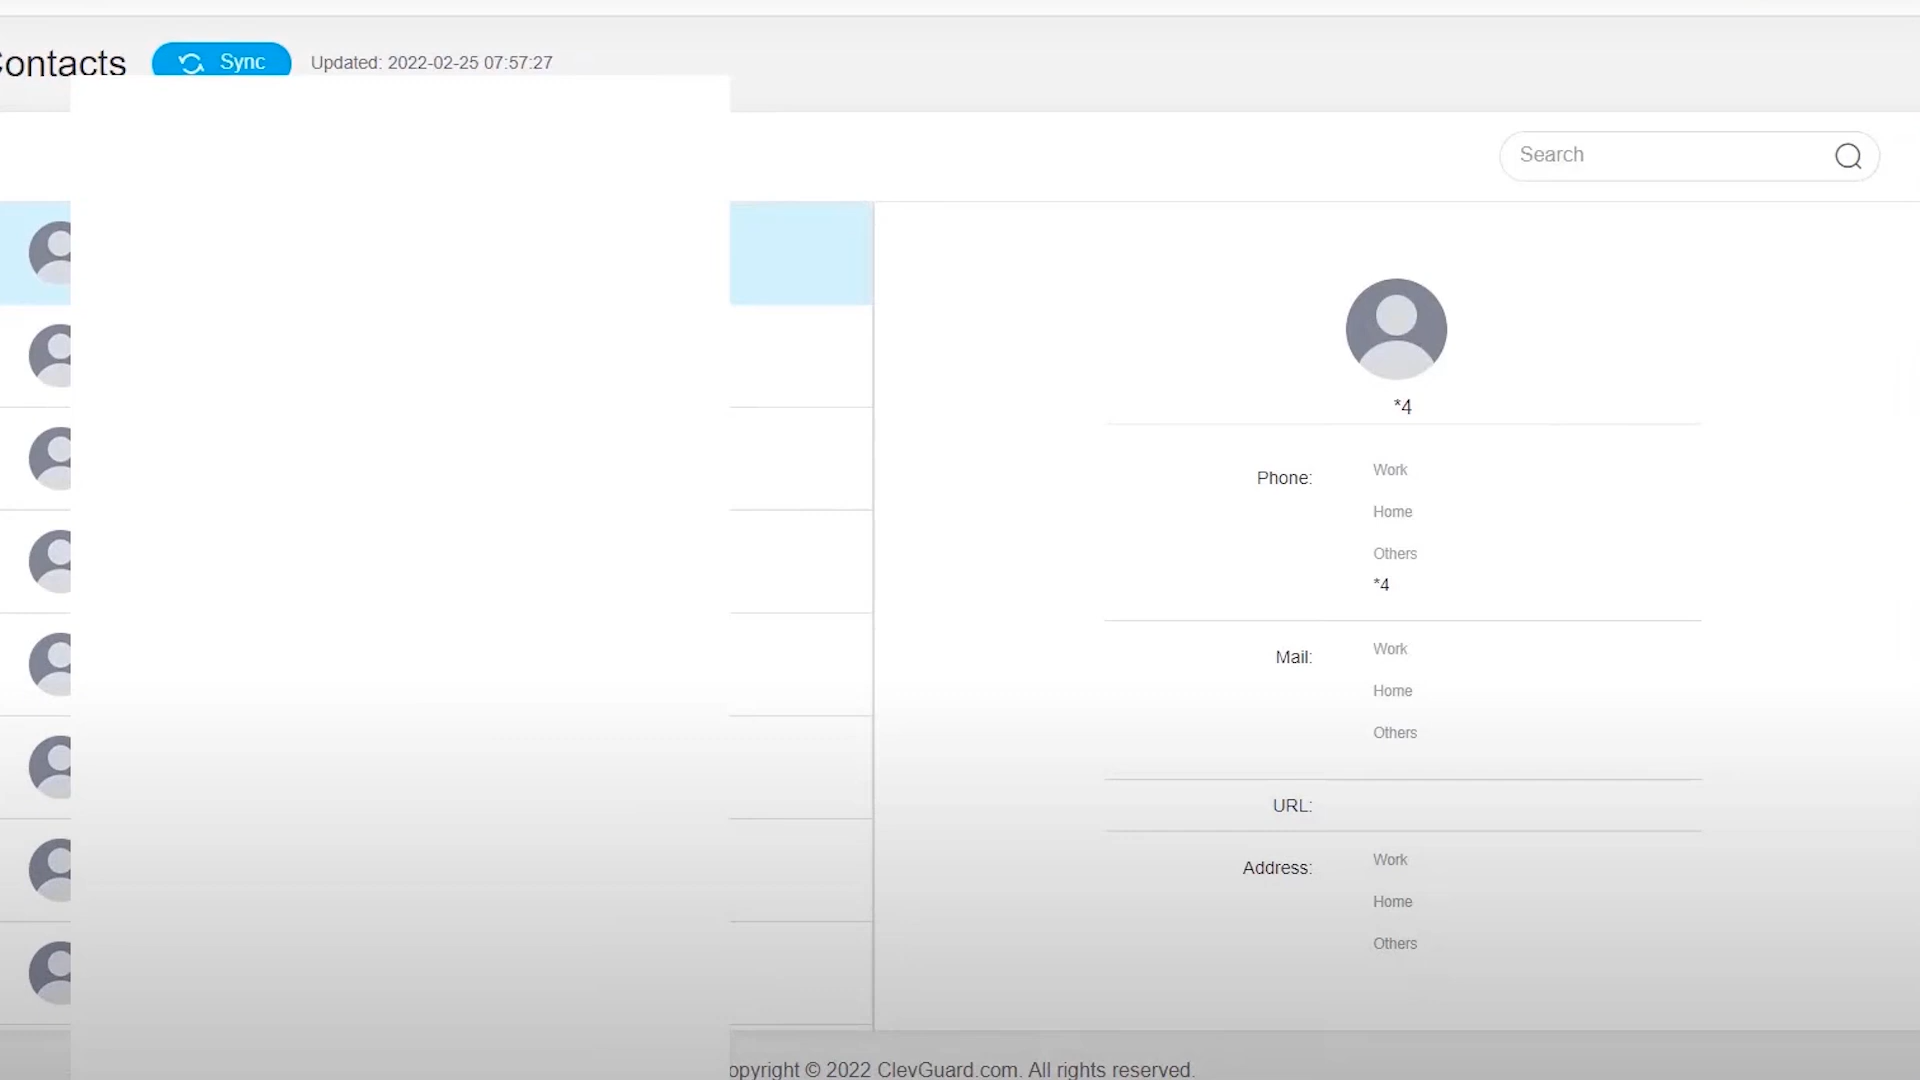 Contacts
Sync
Updated: 2022-02-25 07:57:27
Search
*4
Phone:
Work
Home
Others
*4
Mail:
Work
Home
Others
URL:
Address:
Work
Home
Others
opyright © 2022 ClevGuard.com. All rights reserved.